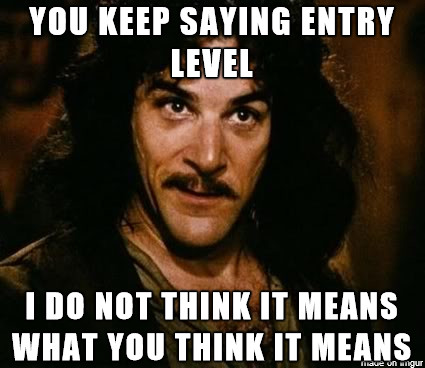 YOU KEEP SAYING ENTRY
LEVEL
I DO NOT THINK IT MEANS
WHAT YOU THINK IT MEANS
made on imgur